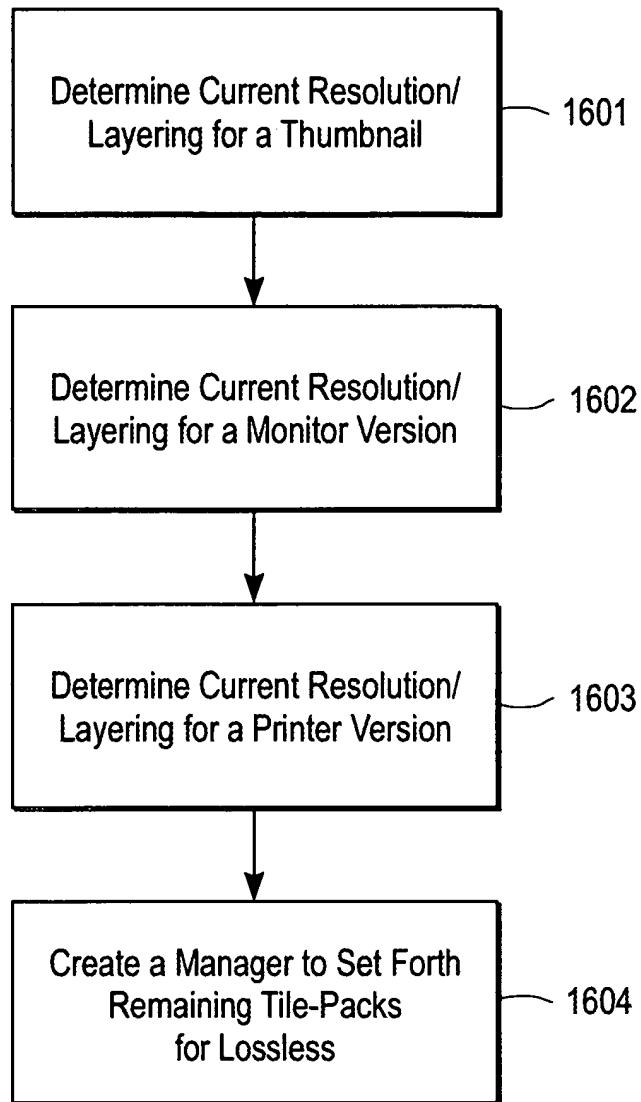 Determine Current Resolution/
Layering for a Thumbnail
1601
Determine Current Resolution/
Layering for a Monitor Version
1602
Determine Current Resolution/
Layering for a Printer Version
1603
Create a Manager to Set Forth
Remaining Tile-Packs
for Lossless
1604